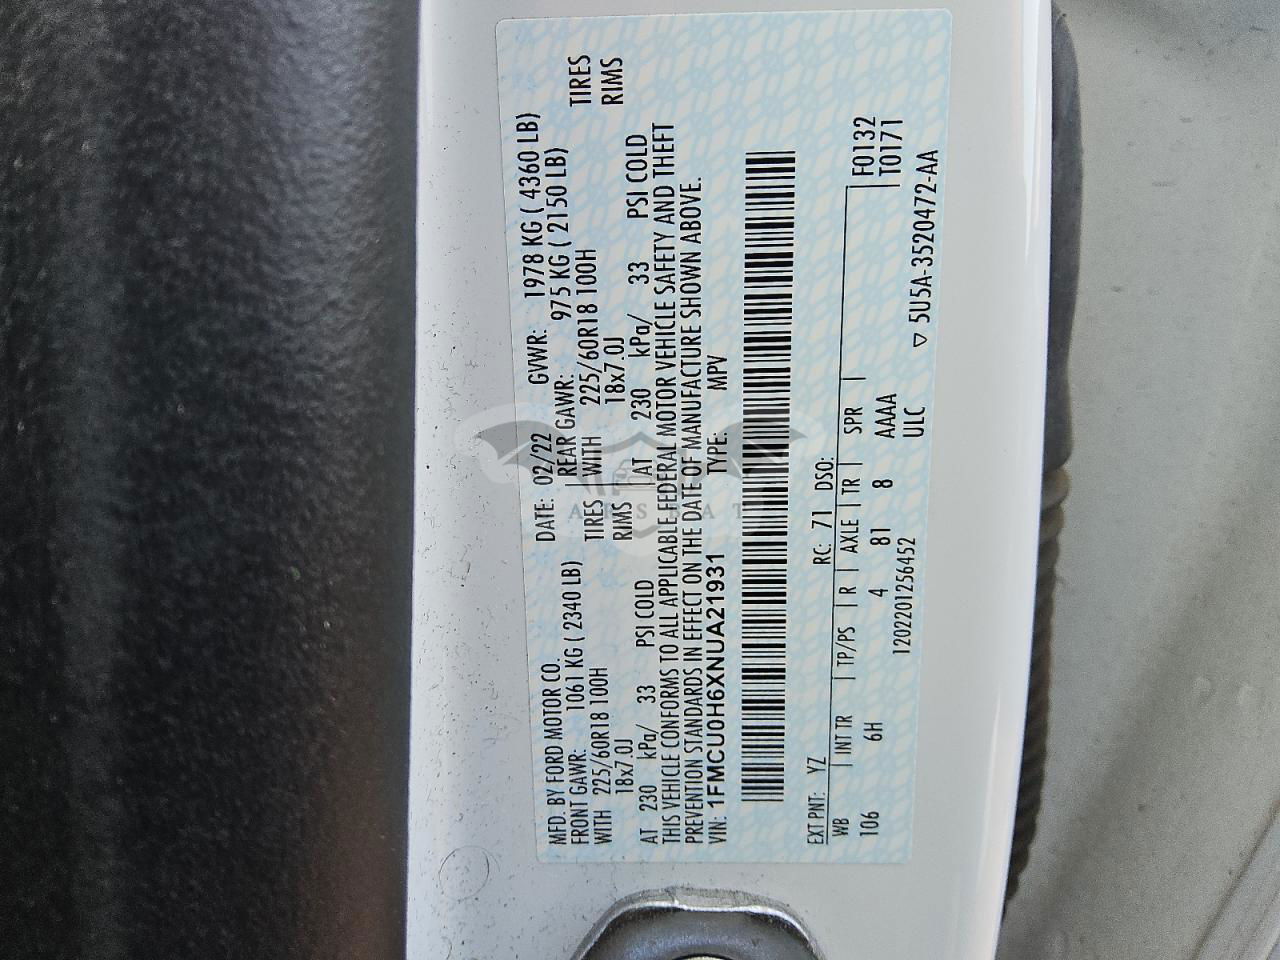 MFD. BY FORD MOTOR CO.
DATE: 02/22 GVWR: 1978 KG ( 4360 LB)
FRONT GAWR: 1061 KG ( 2340 LB)
REAR GAWR: 975 KG ( 2150 LB)
WITH 225/60R18 100H TIRES
WITH 225/60R18 100H TIRES
18x7.0J RIMS
18x7.0J RIMS
AT 230 kPa/ 33 PSI COLD
AT 230 kPa/ 33 PSI COLD
THIS VEHICLE CONFORMS TO ALL APPLICABLE FEDERAL MOTOR VEHICLE SAFETY AND THEFT
PREVENTION STANDARDS IN EFFECT ON THE DATE OF MANUFACTURE SHOWN ABOVE.
VIN: 1FMCU0H6XNUA21931 TYPE: MPV
EXT PNT: YZ RC: 71 DSO:
WB INT TR TP/PS R AXLE TR SPR F0132
106 6H 4 81 8 AAAA T0171
1202201256452 ULC
▽ 5U5A-3520472-AA